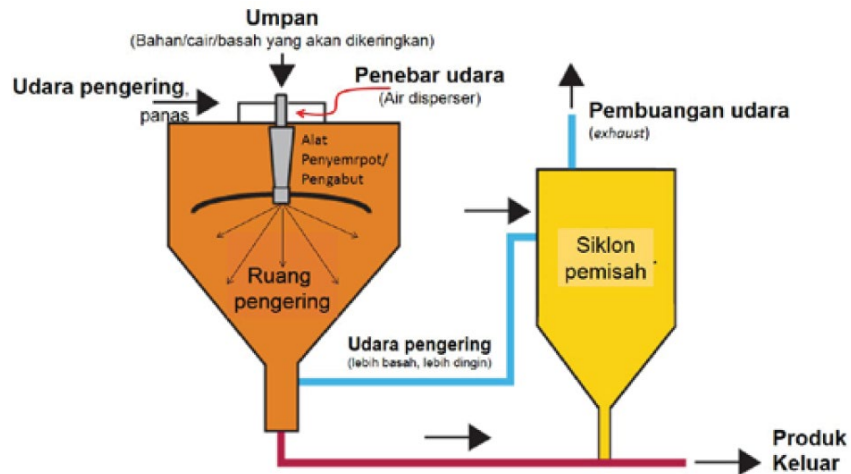 Umpan
(Bahan/cair/basah yang akan dikeringkan)
Udara pengering,
panas
Penebar udara
(Air disperser)
Pembuangan udara
(exhaust)
Alat
Penyemrpot/
Pengabut
Ruang
pengering
Siklon
pemisah
Udara pengering
(lebih basah, lebih dingin)
Produk
Keluar